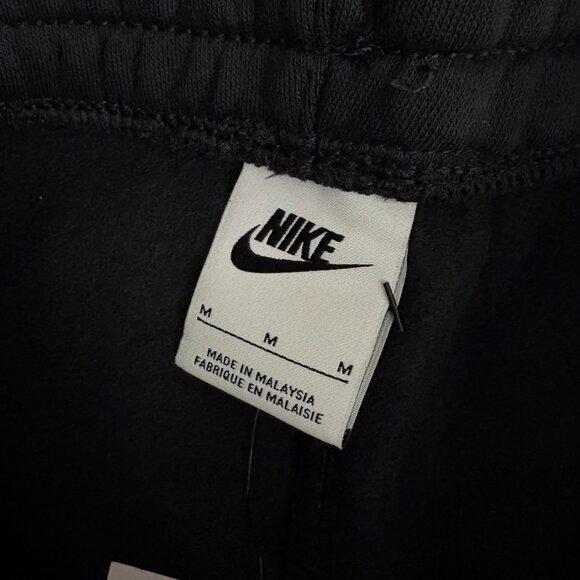 NIKE
M M M
MADE IN MALAYSIA
FABRIQUE EN MALAISIE